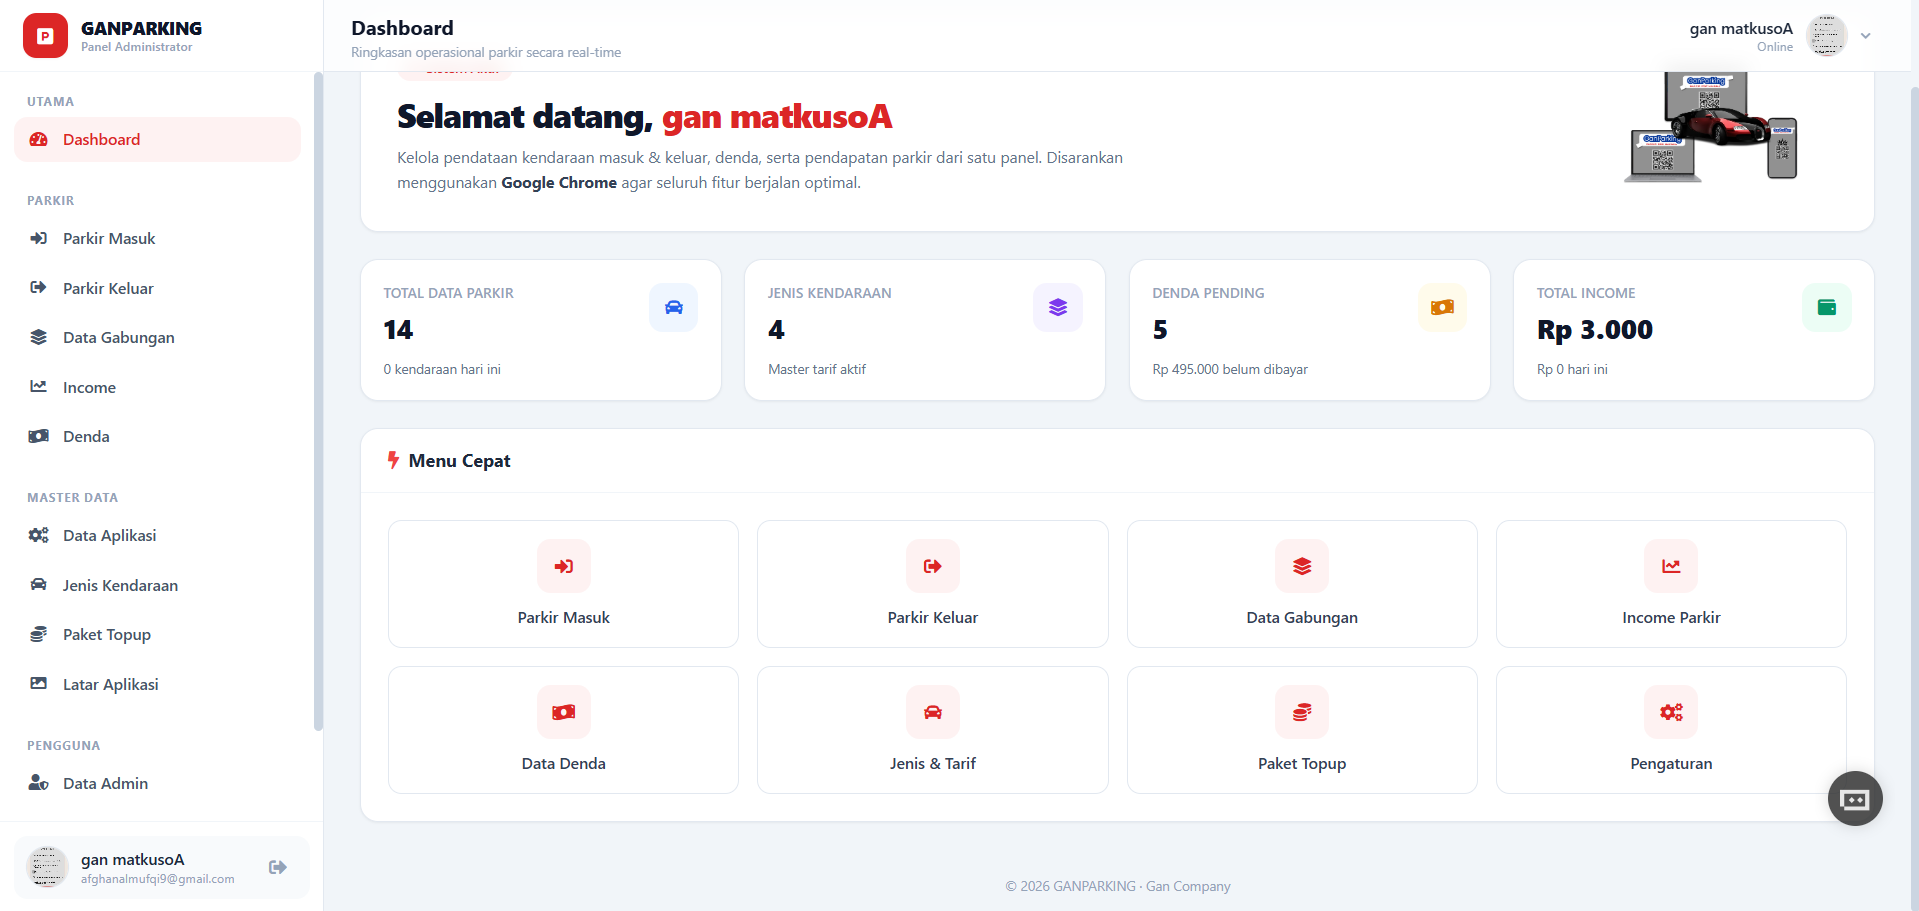 GANPARKING
Panel Administrator
UTAMA
Dashboard
PARKIR
Parkir Masuk
Parkir Keluar
Data Gabungan
Income
Denda
MASTER DATA
Data Aplikasi
Jenis Kendaraan
Paket Topup
Latar Aplikasi
PENGGUNA
Data Admin
gan matkusoA
afghanalmufqi9@gmail.com
Dashboard
Ringkasan operasional parkir secara real-time
gan matkusoA
Online
Selamat datang, gan matkusoA
Kelola pendataan kendaraan masuk & keluar, denda, serta pendapatan parkir dari satu panel. Disarankan
menggunakan Google Chrome agar seluruh fitur berjalan optimal.
GanParking
GanParking
TOTAL DATA PARKIR
14
0 kendaraan hari ini
JENIS KENDARAAN
4
Master tarif aktif
DENDA PENDING
5
Rp 495.000 belum dibayar
TOTAL INCOME
Rp 3.000
Rp 0 hari ini
Menu Cepat
Parkir Masuk
Parkir Keluar
Data Gabungan
Income Parkir
Data Denda
Jenis & Tarif
Paket Topup
Pengaturan
© 2026 GANPARKING · Gan Company